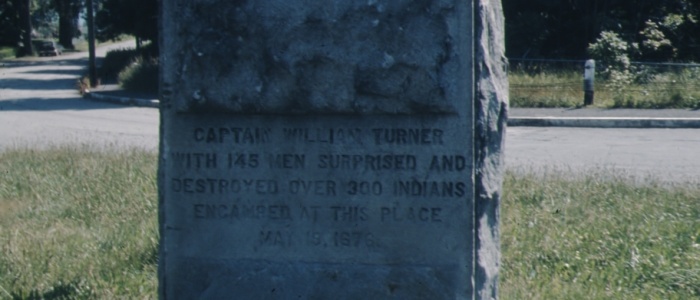 CAPTAIN WILLIAM TURNER
WITH 145 MEN SURPRISED AND
DESTROYED OVER 300 INDIANS
ENCAMPED AT THIS PLACE
MAY 19, 1676